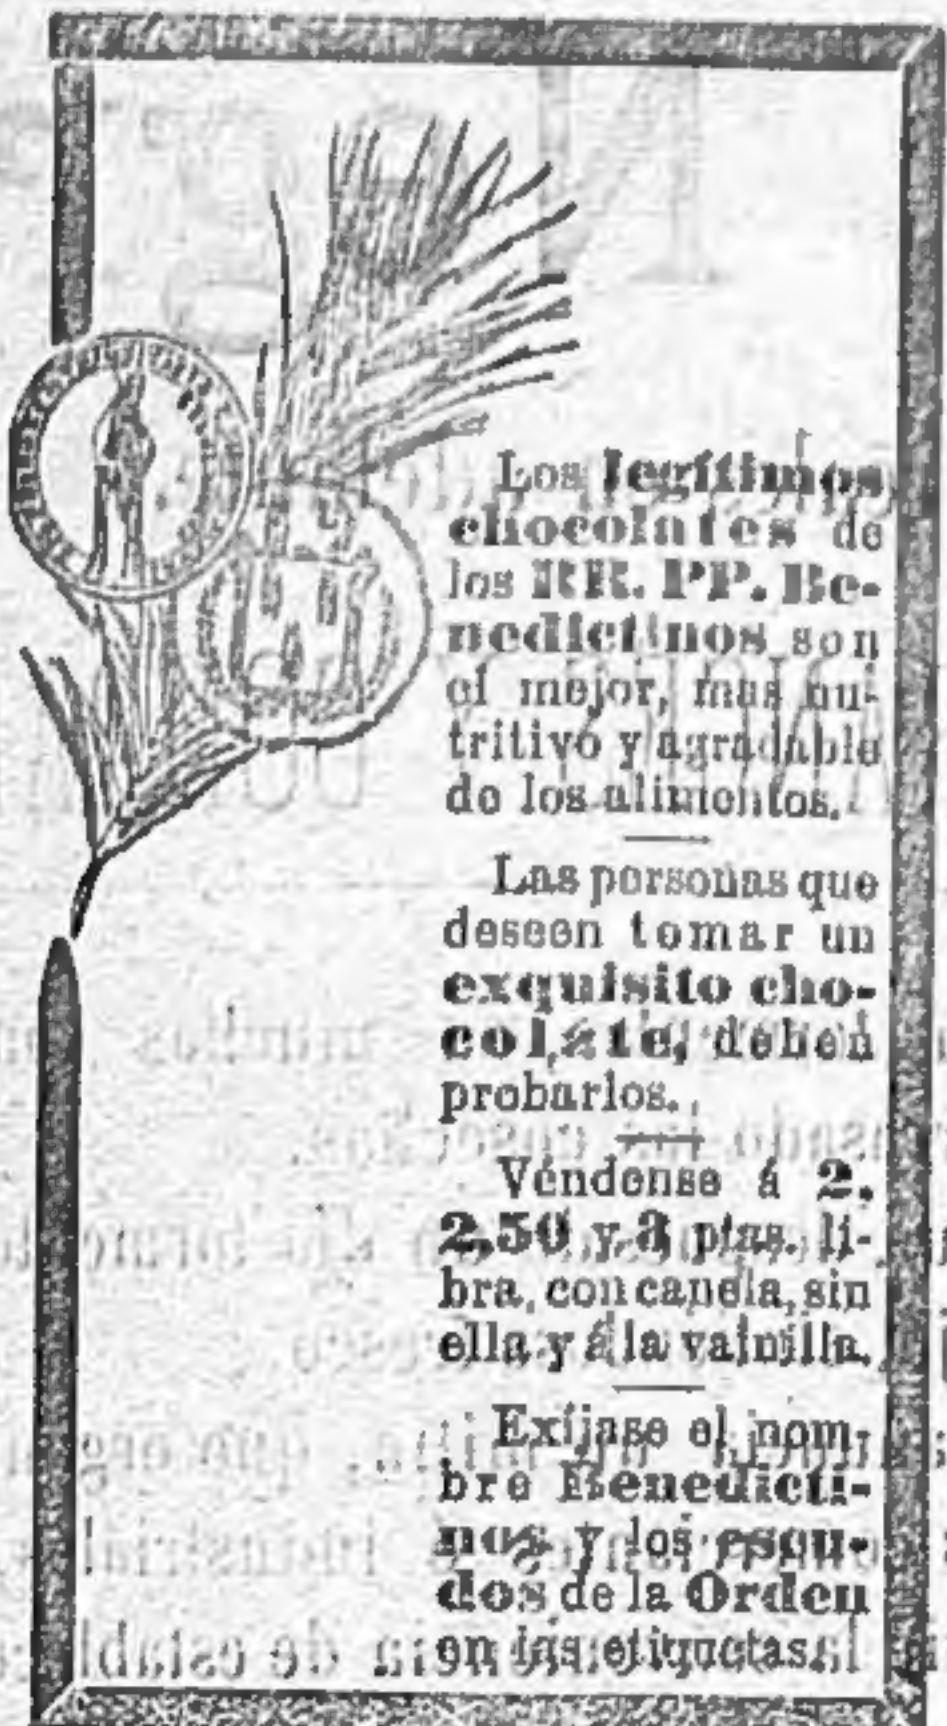 Los legítimos
chocolates de
los RR. PP. Be-
nedictinos son
el mejor, mas nu-
tritivo y agradable
de los alimentos.
Las personas que
deseen tomar un
exquisito cho-
colate, deben
probarlos.
Véndense á 2,
2,50 y 3 ptas. li-
bra, con canela, sin
ella y á la vainilla.
Exíjase el nom-
bre Benedicti-
nos y los escu-
dos de la Orden
en las etiquetas.